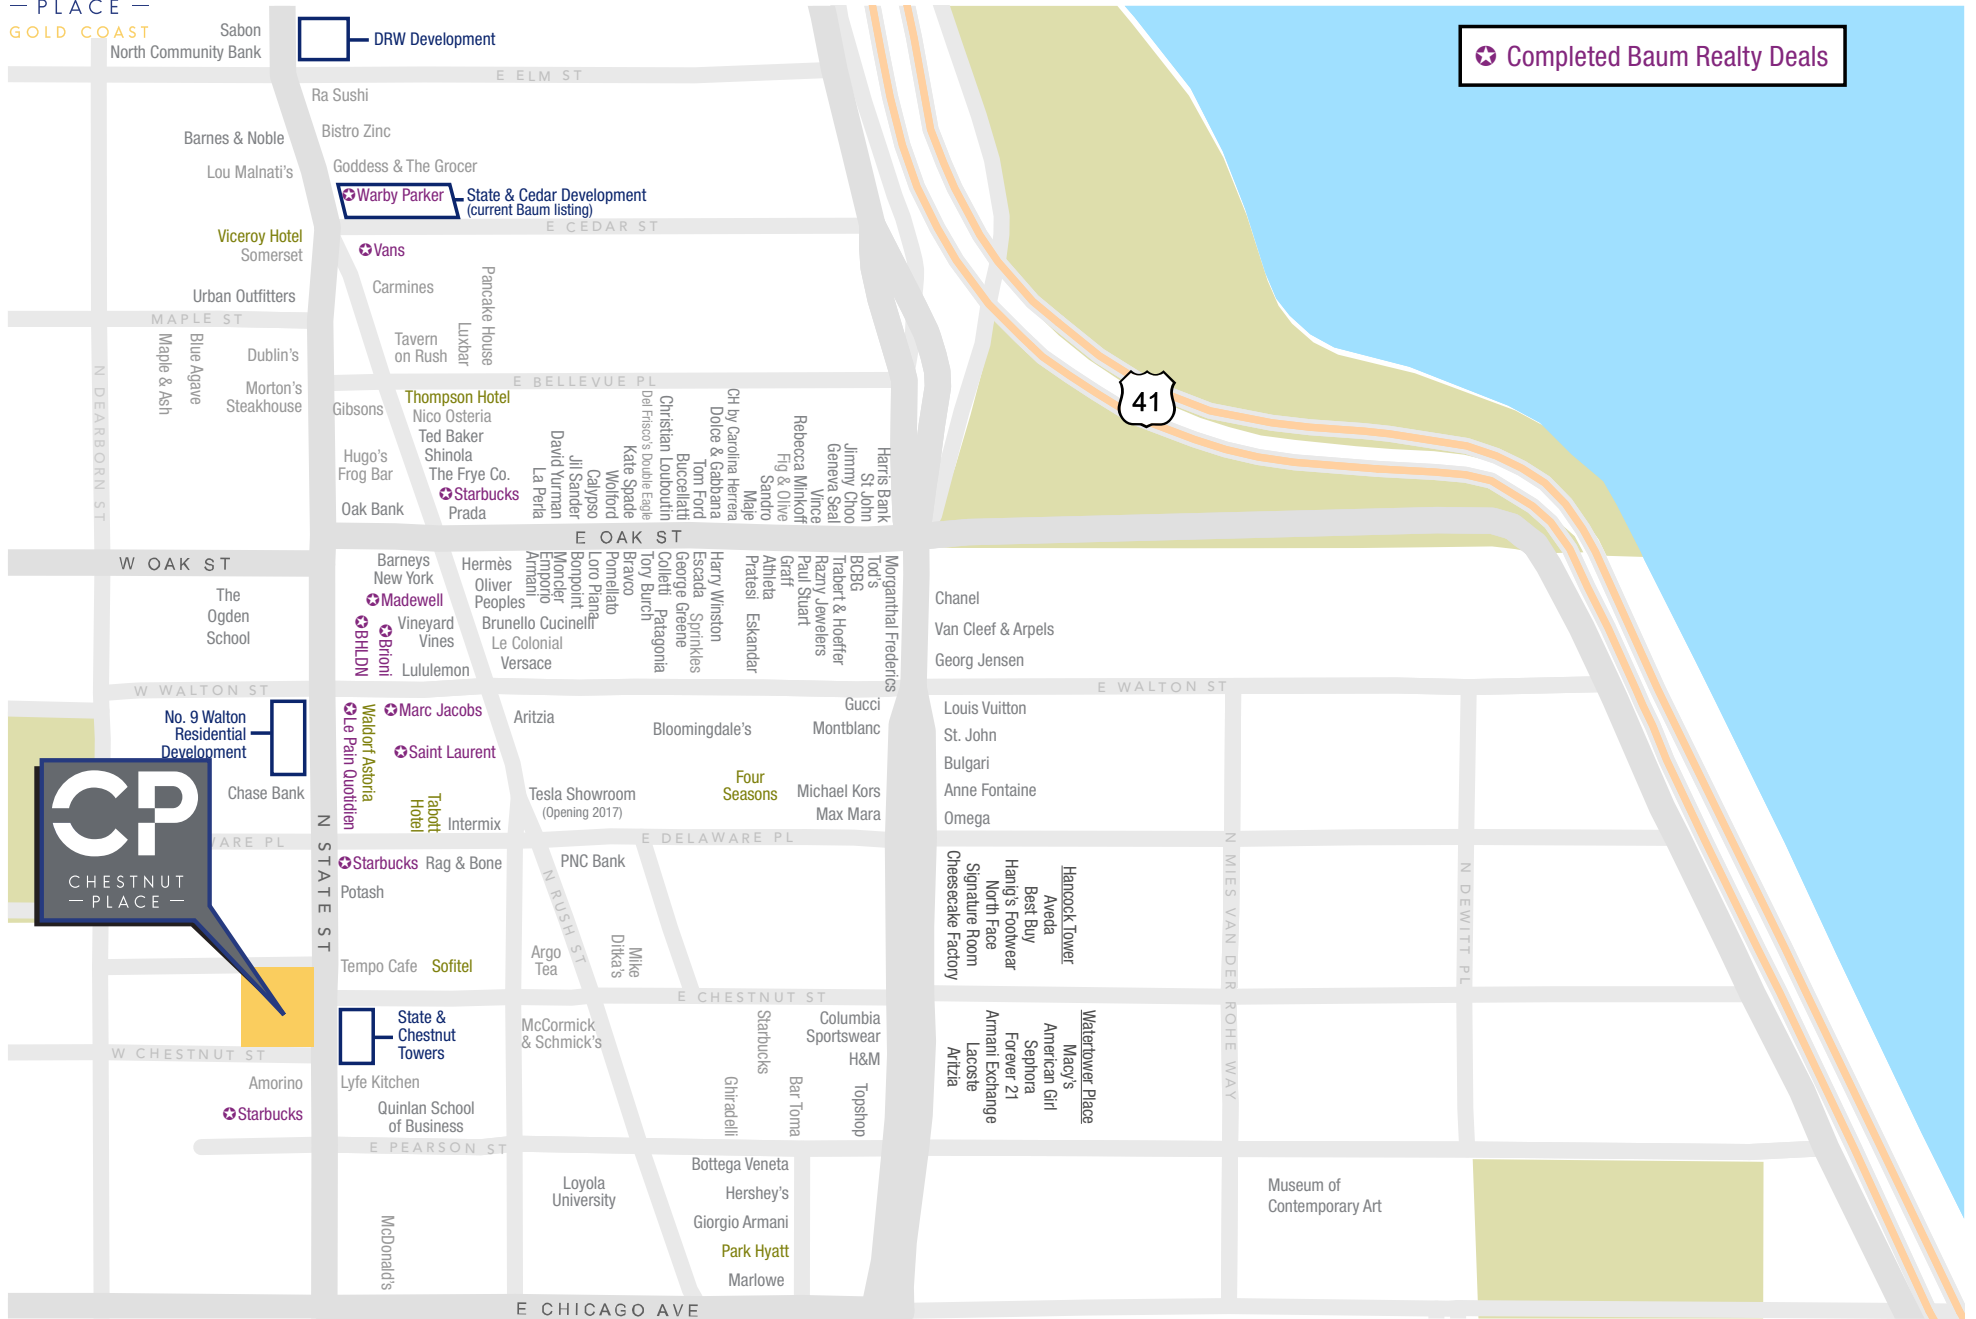 — PLACE —
GOLD COAST
Sabon
North Community Bank
DRW Development
E ELM ST
Completed Baum Realty Deals
Ra Sushi
Bistro Zinc
Barnes & Noble
Lou Malnati's
Goddess & The Grocer
Warby Parker
State & Cedar Development
(current Baum listing)
E CEDAR ST
Viceroy Hotel
Somerset
Vans
Urban Outfitters
Carmines
Pancake House
MAPLE ST
Luxbar
Tavern
on Rush
Maple & Ash
Blue Agave
Dublin's
Morton's
Steakhouse
N DEARBORN ST
E BELLEVUE PL
41
Gibsons
Thompson Hotel
Nico Osteria
Ted Baker
Shinola
The Frye Co.
Starbucks
Prada
Hugo's
Frog Bar
Oak Bank
La Perla
David Yurman
Jil Sander
Calypso
Wolford
Kate Spade
Del Frisco's Double Eagle
Christian Louboutin
Buccellatti
Tom Ford
Dolce & Gabbana
CH by Carolina Herrera
Maje
Sandro
Fig & Olive
Rebecca Minkoff
Vince
Geneva Seal
Jimmy Choo
St John
Harris Bank
E OAK ST
W OAK ST
The
Ogden
School
Barneys
New York
Madewell
BHLDN
Brioni
Vineyard
Vines
Lululemon
Hermès
Oliver
Peoples
Brunello Cucinelli
Le Colonial
Versace
Armani
Emporio
Moncler
Bonpoint
Loro Piana
Pomellato
Bravco
Tory Burch
Colletti
Patagonia
George Greene
Escada
Sprinkles
Harry Winston
Pratesi
Eskandar
Athleta
Graff
Paul Stuart
Razny Jewelers
Trabert & Hoeffer
BCBG
Tod's
Morganthal Frederics
Chanel
Van Cleef & Arpels
Georg Jensen
W WALTON ST
E WALTON ST
No. 9 Walton
Residential
Development
Le Pain Quotidien
Waldorf Astoria
Marc Jacobs
Saint Laurent
Tabott
Hotel
Intermix
Aritzia
Bloomingdale's
Gucci
Montblanc
Four
Seasons
Michael Kors
Max Mara
Tesla Showroom
(Opening 2017)
Louis Vuitton
St. John
Bulgari
Anne Fontaine
Omega
Chase Bank
CP
CHESTNUT
— PLACE —
WARE PL
N STATE ST
E DELAWARE PL
Starbucks
Rag & Bone
Potash
PNC Bank
N RUSH ST
Hancock Tower
Aveda
Best Buy
Hanig's Footwear
North Face
Signature Room
Cheesecake Factory
N MIES VAN DER ROHE WAY
N DEWITT PL
Tempo Cafe
Sofitel
Argo
Tea
Mike
Ditka's
E CHESTNUT ST
State &
Chestnut
Towers
McCormick
& Schmick's
Starbucks
Columbia
Sportswear
H&M
Watertower Place
Macy's
American Girl
Sephora
Forever 21
Armani Exchange
Lacoste
Aritzia
W CHESTNUT ST
Amorino
Starbucks
Lyfe Kitchen
Quinlan School
of Business
Ghiradelli
Bar Toma
Topshop
E PEARSON ST
Loyola
University
McDonald's
Bottega Veneta
Hershey's
Giorgio Armani
Park Hyatt
Marlowe
Museum of
Contemporary Art
E CHICAGO AVE